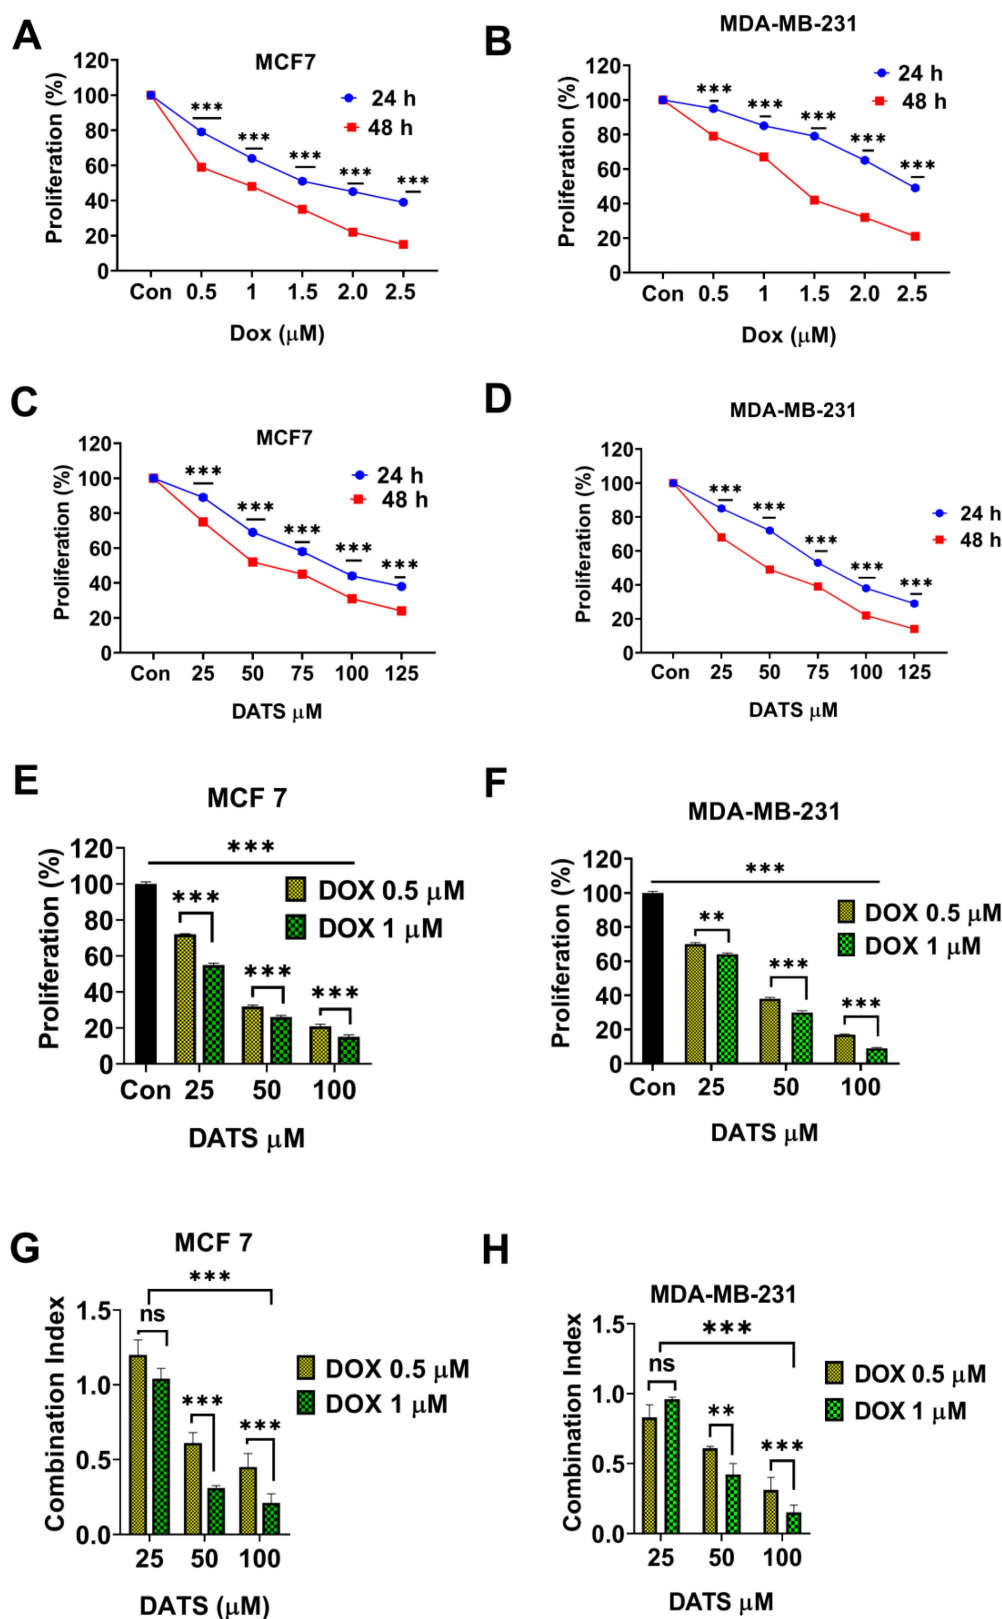 A
MCF7
Proliferation (%)
120
100
80
60
40
20
0
24 h
48 h
***
***
***
***
***
Con 0.5 1 1.5 2.0 2.5
Dox (μM)
B
MDA-MB-231
Proliferation (%)
120
100
80
60
40
20
0
24 h
48 h
***
***
***
***
***
Con 0.5 1 1.5 2.0 2.5
Dox (μM)
C
MCF7
Proliferation (%)
120
100
80
60
40
20
0
24 h
48 h
***
***
***
***
***
Con 25 50 75 100 125
DATS μM
D
MDA-MB-231
Proliferation (%)
120
100
80
60
40
20
0
24 h
48 h
***
***
***
***
***
Con 25 50 75 100 125
DATS μM
E
MCF 7
Proliferation (%)
120
100
80
60
40
20
0
***
***
***
***
DOX 0.5 μM
DOX 1 μM
Con 25 50 100
DATS μM
F
MDA-MB-231
Proliferation (%)
120
100
80
60
40
20
0
***
**
***
***
DOX 0.5 μM
DOX 1 μM
Con 25 50 100
DATS μM
G
MCF 7
Combination Index
1.5
1.0
0.5
0.0
***
ns
***
***
DOX 0.5 μM
DOX 1 μM
25 50 100
DATS (μM)
H
MDA-MB-231
Combination Index
1.5
1.0
0.5
0.0
***
ns
**
***
DOX 0.5 μM
DOX 1 μM
25 50 100
DATS μM